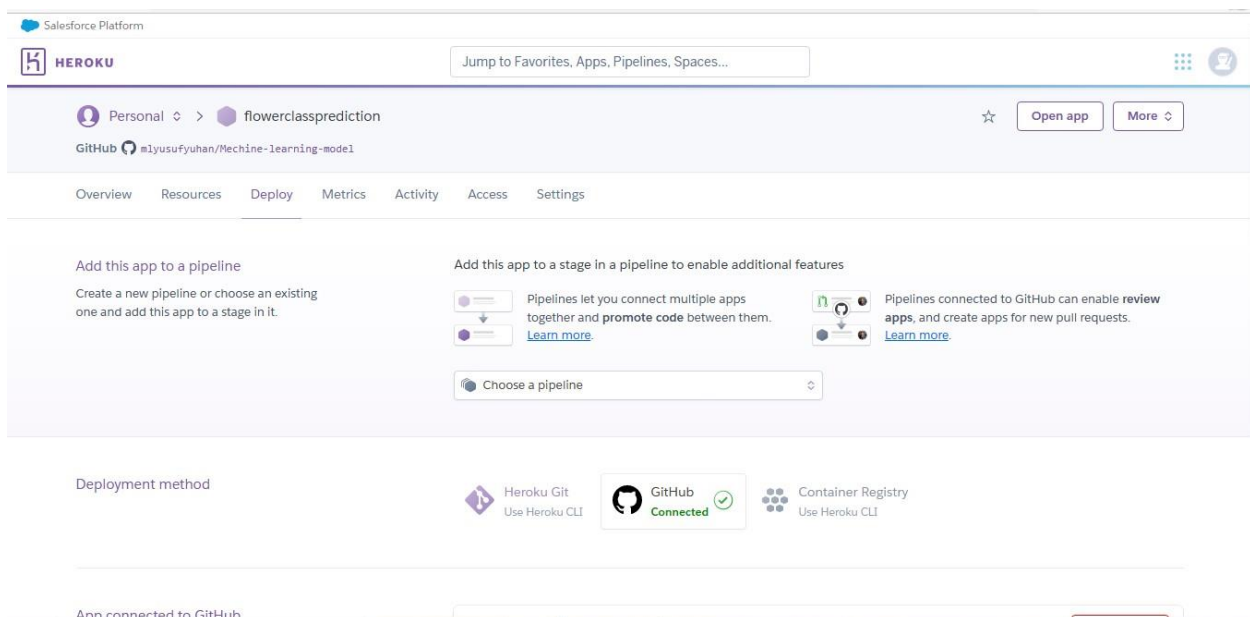 Salesforce Platform
HEROKU
Jump to Favorites, Apps, Pipelines, Spaces...
Personal > flowerclassprediction
Open app
More
GitHub mlyusufyuhan/Mechine-learning-model
Overview Resources Deploy Metrics Activity Access Settings
Add this app to a pipeline
Create a new pipeline or choose an existing
one and add this app to a stage in it.
Add this app to a stage in a pipeline to enable additional features
Pipelines let you connect multiple apps
together and promote code between them.
Learn more.
Pipelines connected to GitHub can enable review
apps, and create apps for new pull requests.
Learn more.
Choose a pipeline
Deployment method
Heroku Git
Use Heroku CLI
GitHub
Connected
Container Registry
Use Heroku CLI
App connected to GitHub